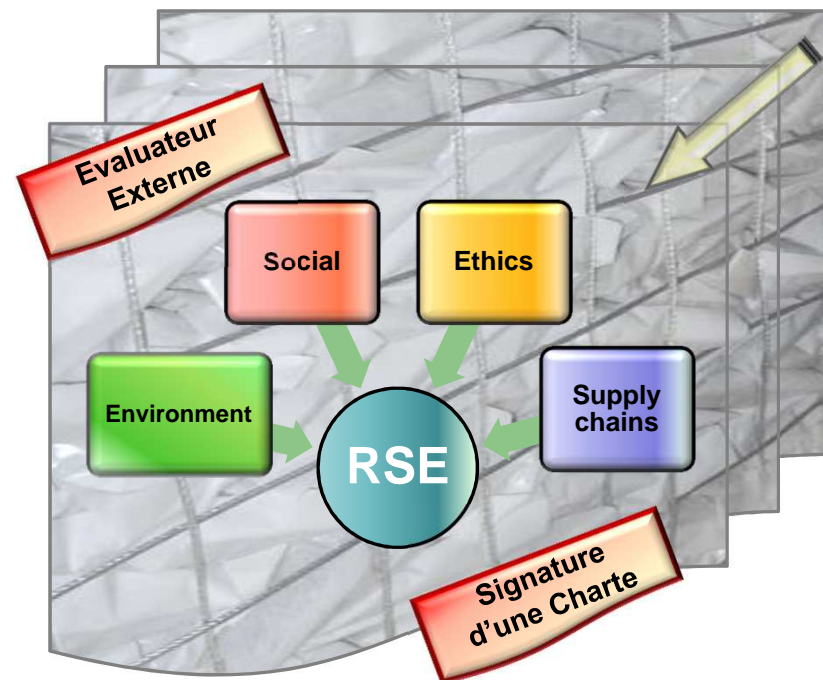 Evaluateur
Externe
Social
Ethics
Environment
Supply
chains
RSE
Signature
d’une Charte